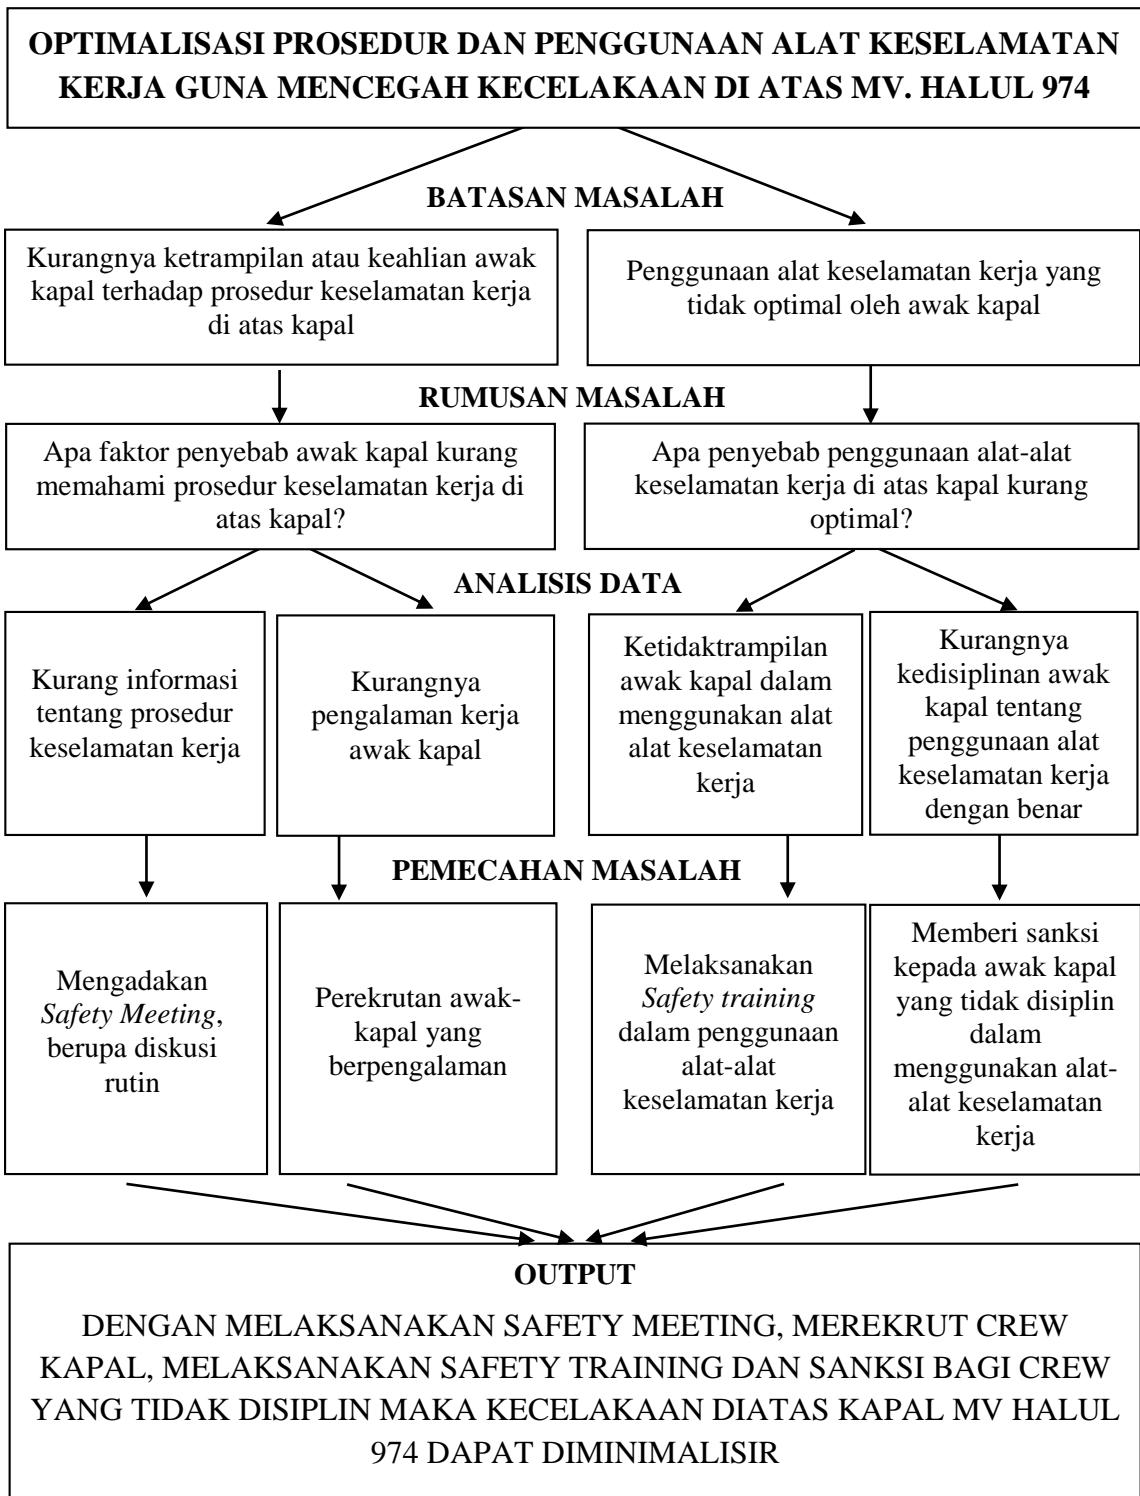 OPTIMALISASI PROSEDUR DAN PENGGUNAAN ALAT KESELAMATAN
KERJA GUNA MENCEGAH KECELAKAAN DI ATAS MV. HALUL 974
BATASAN MASALAH
Kurangnya ketrampilan atau keahlian awak
kapal terhadap prosedur keselamatan kerja
di atas kapal
Penggunaan alat keselamatan kerja yang
tidak optimal oleh awak kapal
RUMUSAN MASALAH
Apa faktor penyebab awak kapal kurang
memahami prosedur keselamatan kerja di
atas kapal?
Apa penyebab penggunaan alat-alat
keselamatan kerja di atas kapal kurang
optimal?
ANALISIS DATA
Kurang informasi
tentang prosedur
keselamatan kerja
Kurangnya
pengalaman kerja
awak kapal
Ketidaktrampilan
awak kapal dalam
menggunakan alat
alat keselamatan
kerja
Kurangnya
kedisiplinan awak
kapal tentang
penggunaan alat
keselamatan kerja
dengan benar
PEMECAHAN MASALAH
Mengadakan
Safety Meeting,
berupa diskusi
rutin
Perekrutan awak-
kapal yang
berpengalaman
Melaksanakan
Safety training
dalam penggunaan
alat-alat
keselamatan kerja
Memberi sanksi
kepada awak kapal
yang tidak disiplin
dalam
menggunakan alat-
alat keselamatan
kerja
OUTPUT
DENGAN MELAKSANAKAN SAFETY MEETING, MEREKRUT CREW
KAPAL, MELAKSANAKAN SAFETY TRAINING DAN SANKSI BAGI CREW
YANG TIDAK DISIPLIN MAKA KECELAKAAN DIATAS KAPAL MV HALUL
974 DAPAT DIMINIMALISIR